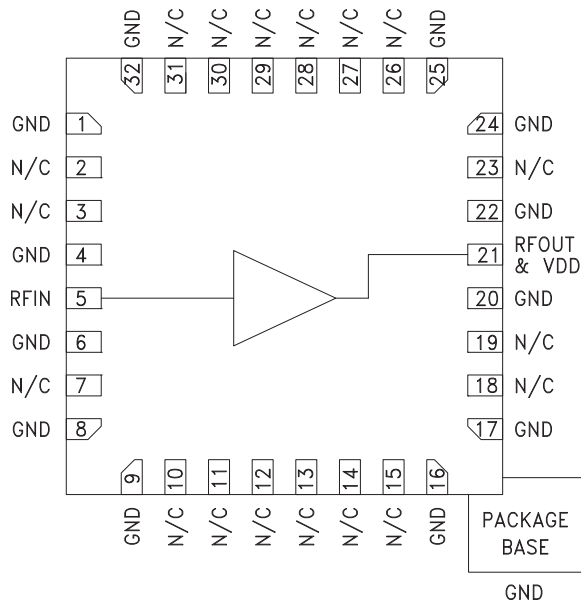 GND N/C N/C N/C N/C N/C N/C GND
32 31 30 29 28 27 26 25
GND 1
N/C 2
N/C 3
GND 4
RFIN 5
GND 6
N/C 7
GND 8
24 GND
23 N/C
22 GND
21 RFOUT
& VDD
20 GND
19 N/C
18 N/C
17 GND
9 10 11 12 13 14 15 16
GND N/C N/C N/C N/C N/C N/C GND
PACKAGE
BASE
GND